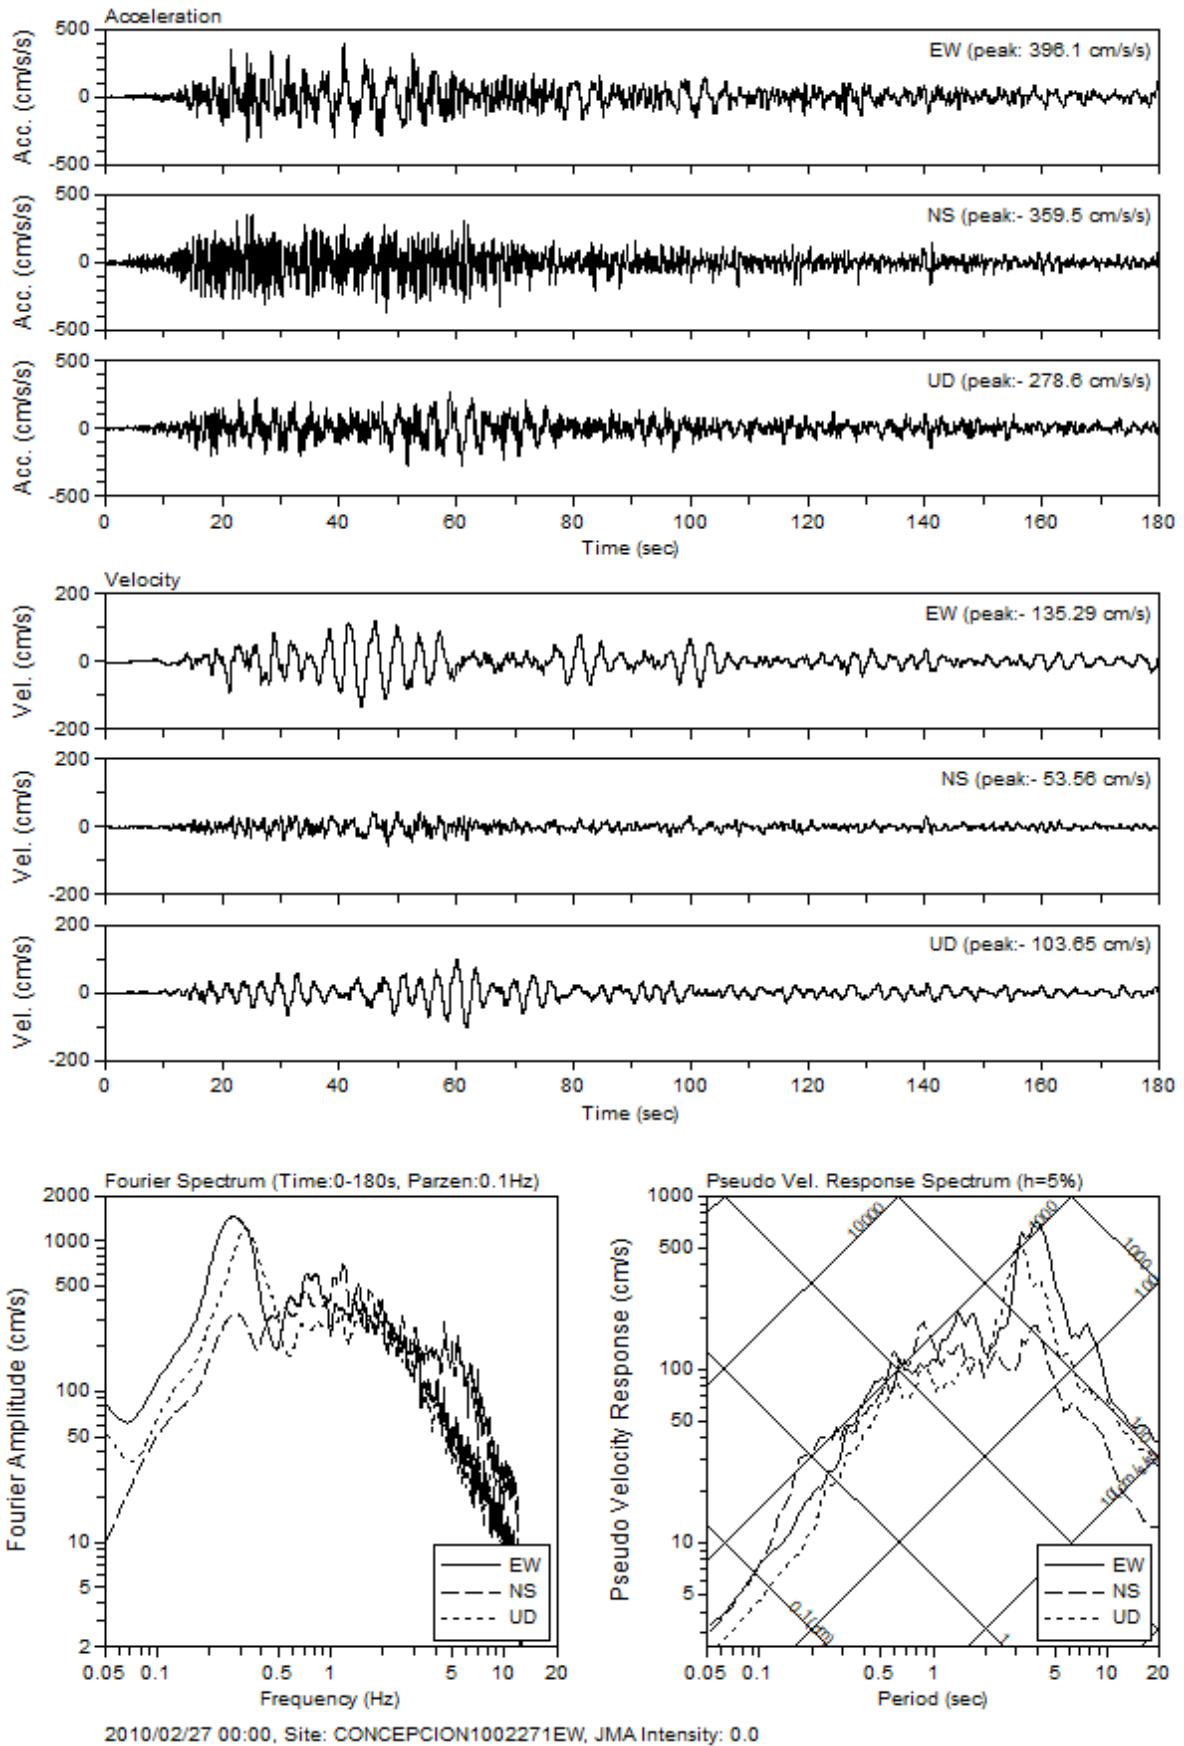 Acceleration
Acc. (cm/s/s)
500
0
-500
EW (peak: 396.1 cm/s/s)
Acc. (cm/s/s)
500
0
-500
NS (peak:- 359.5 cm/s/s)
Acc. (cm/s/s)
500
0
-500
UD (peak:- 278.6 cm/s/s)
0 20 40 60 80 100 120 140 160 180
Time (sec)
Velocity
Vel. (cm/s)
200
0
-200
EW (peak:- 135.29 cm/s)
Vel. (cm/s)
200
0
-200
NS (peak:- 53.56 cm/s)
Vel. (cm/s)
200
0
-200
UD (peak:- 103.65 cm/s)
0 20 40 60 80 100 120 140 160 180
Time (sec)
Fourier Spectrum (Time:0-180s, Parzen:0.1Hz)
Fourier Amplitude (cm/s)
2000
1000
500
100
50
10
5
2
EW
NS
UD
0.05 0.1 0.5 1 5 10 20
Frequency (Hz)
Pseudo Vel. Response Spectrum (h=5%)
Pseudo Velocity Response (cm/s)
1000
500
100
50
10
5
10000
1000
1000
100
100
0.1(cm)
1
EW
NS
UD
0.05 0.1 0.5 1 5 10 20
Period (sec)
2010/02/27 00:00, Site: CONCEPCION1002271EW, JMA Intensity: 0.0